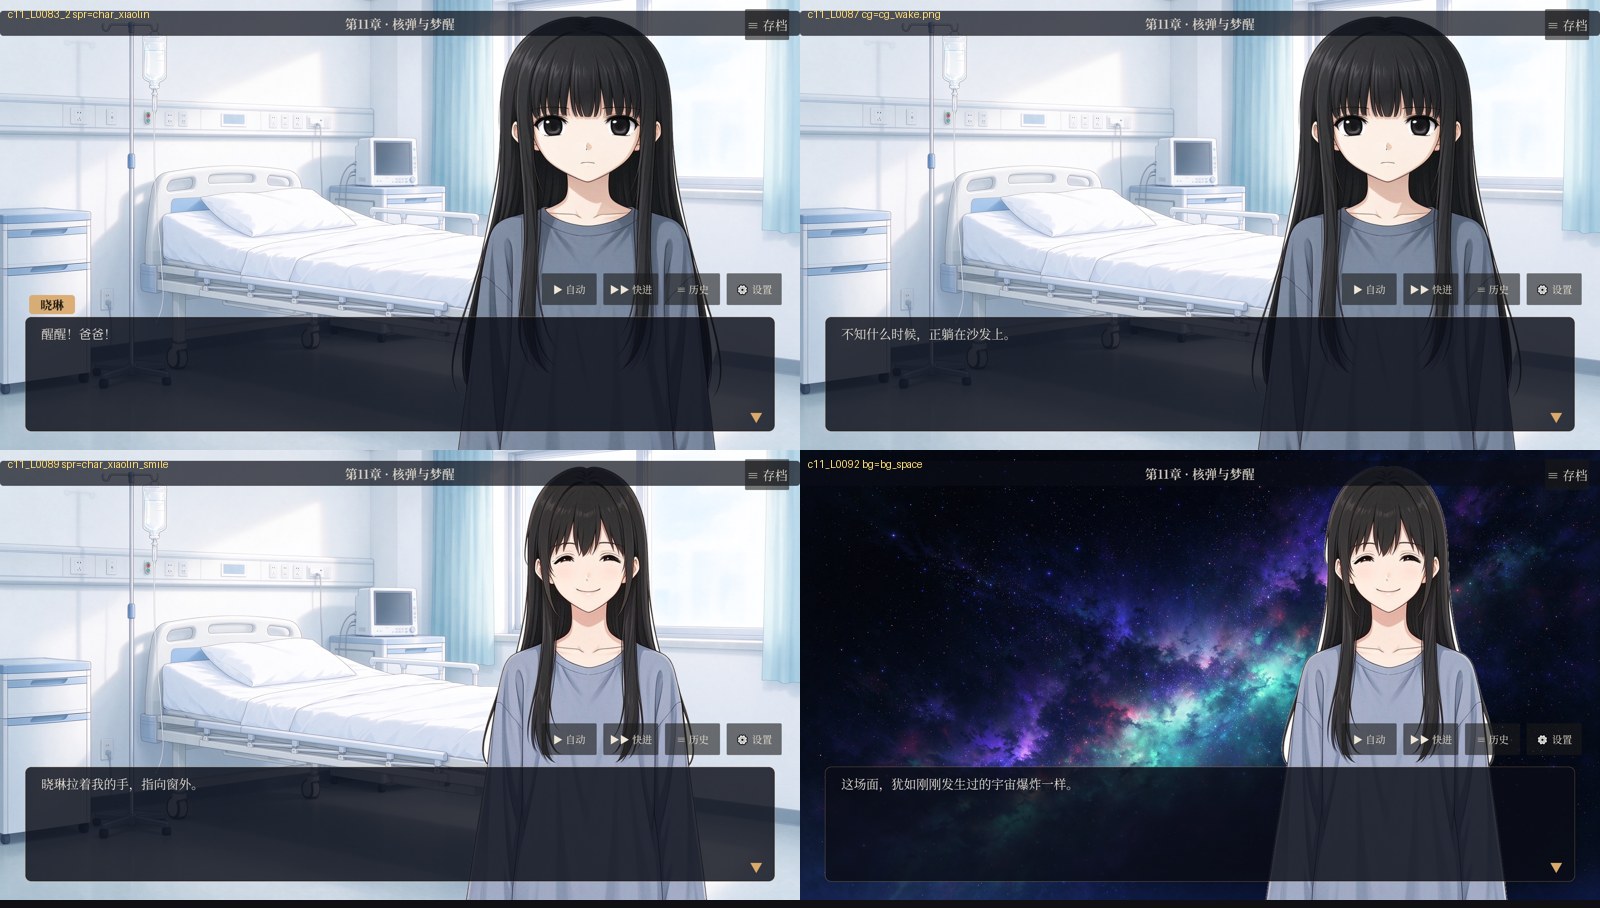 c11_L0083_2 spr=char_xiaolin
第11章 · 核弹与梦醒
≡ 存档
▶ 自动
▶▶ 快进
≡ 历史
⚙ 设置
晓琳
醒醒！爸爸！
▼
c11_L0087 cg=cg_wake.png
第11章 · 核弹与梦醒
≡ 存档
▶ 自动
▶▶ 快进
≡ 历史
⚙ 设置
不知什么时候，正躺在沙发上。
▼
c11_L0089 spr=char_xiaolin_smile
第11章 · 核弹与梦醒
≡ 存档
▶ 自动
▶▶ 快进
≡ 历史
⚙ 设置
晓琳拉着我的手，指向窗外。
▼
c11_L0092 bg=bg_space
第11章 · 核弹与梦醒
≡ 存档
▶ 自动
▶▶ 快进
≡ 历史
⚙ 设置
这场面，犹如刚刚发生过的宇宙爆炸一样。
▼